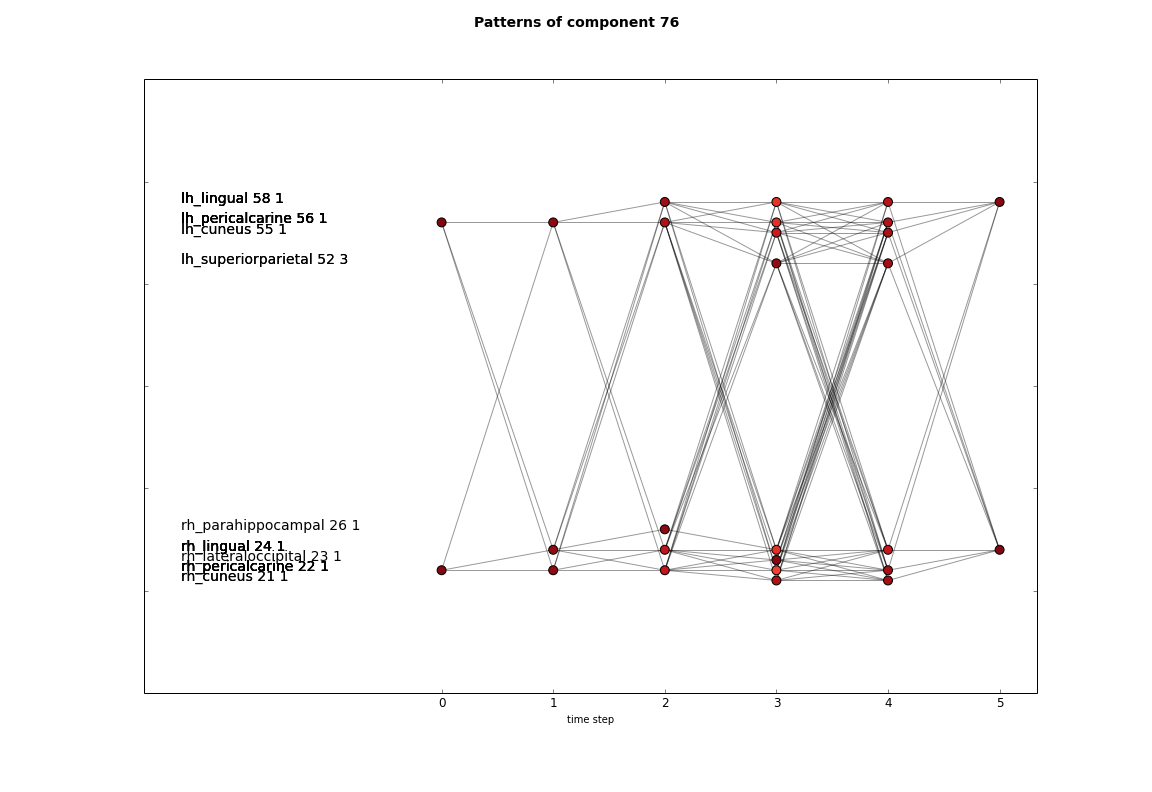 Patterns of component 76
lh_lingual 58 1
lh_pericalcarine 56 1
lh_cuneus 55 1
lh_superiorparietal 52 3
rh_parahippocampal 26 1
rh_lingual 24 1
rh_lateraloccipital 23 1
rh_pericalcarine 22 1
rh_cuneus 21 1
0 1 2 3 4 5
time step